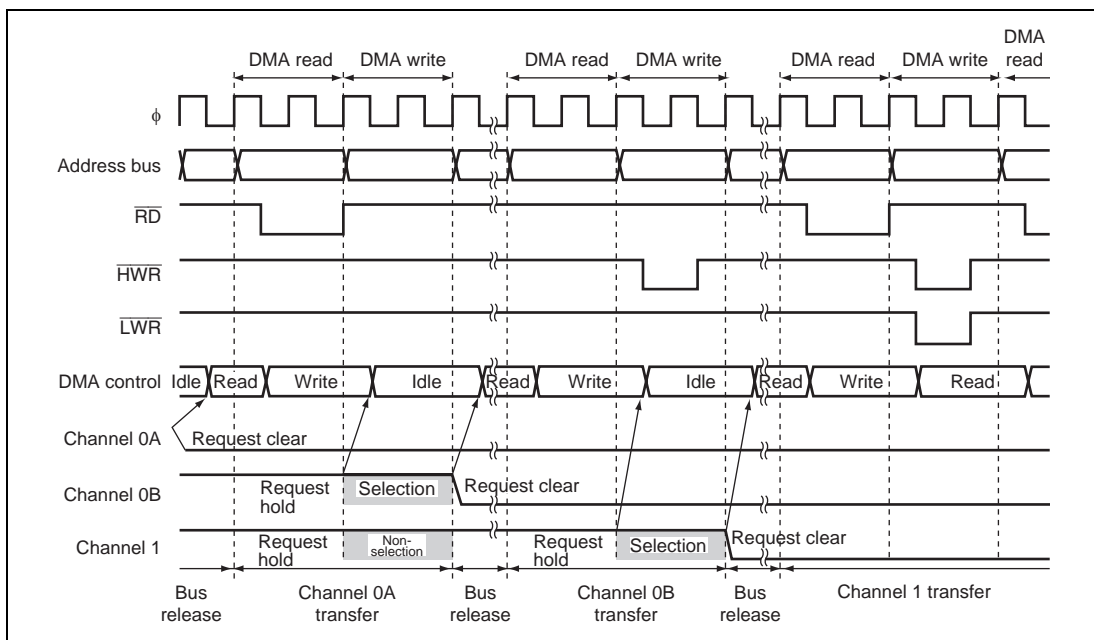 DMA
read
DMA read DMA write DMA read DMA write DMA read DMA write
ϕ
Address bus
RD
HWR
LWR
DMA control Idle Read Write Idle Read Write Idle Read Write Read
Channel 0A Request clear
Channel 0B Request hold Selection Request clear
Channel 1 Request hold Non-selection Request hold Selection Request clear
Bus release Channel 0A transfer Bus release Channel 0B transfer Bus release Channel 1 transfer